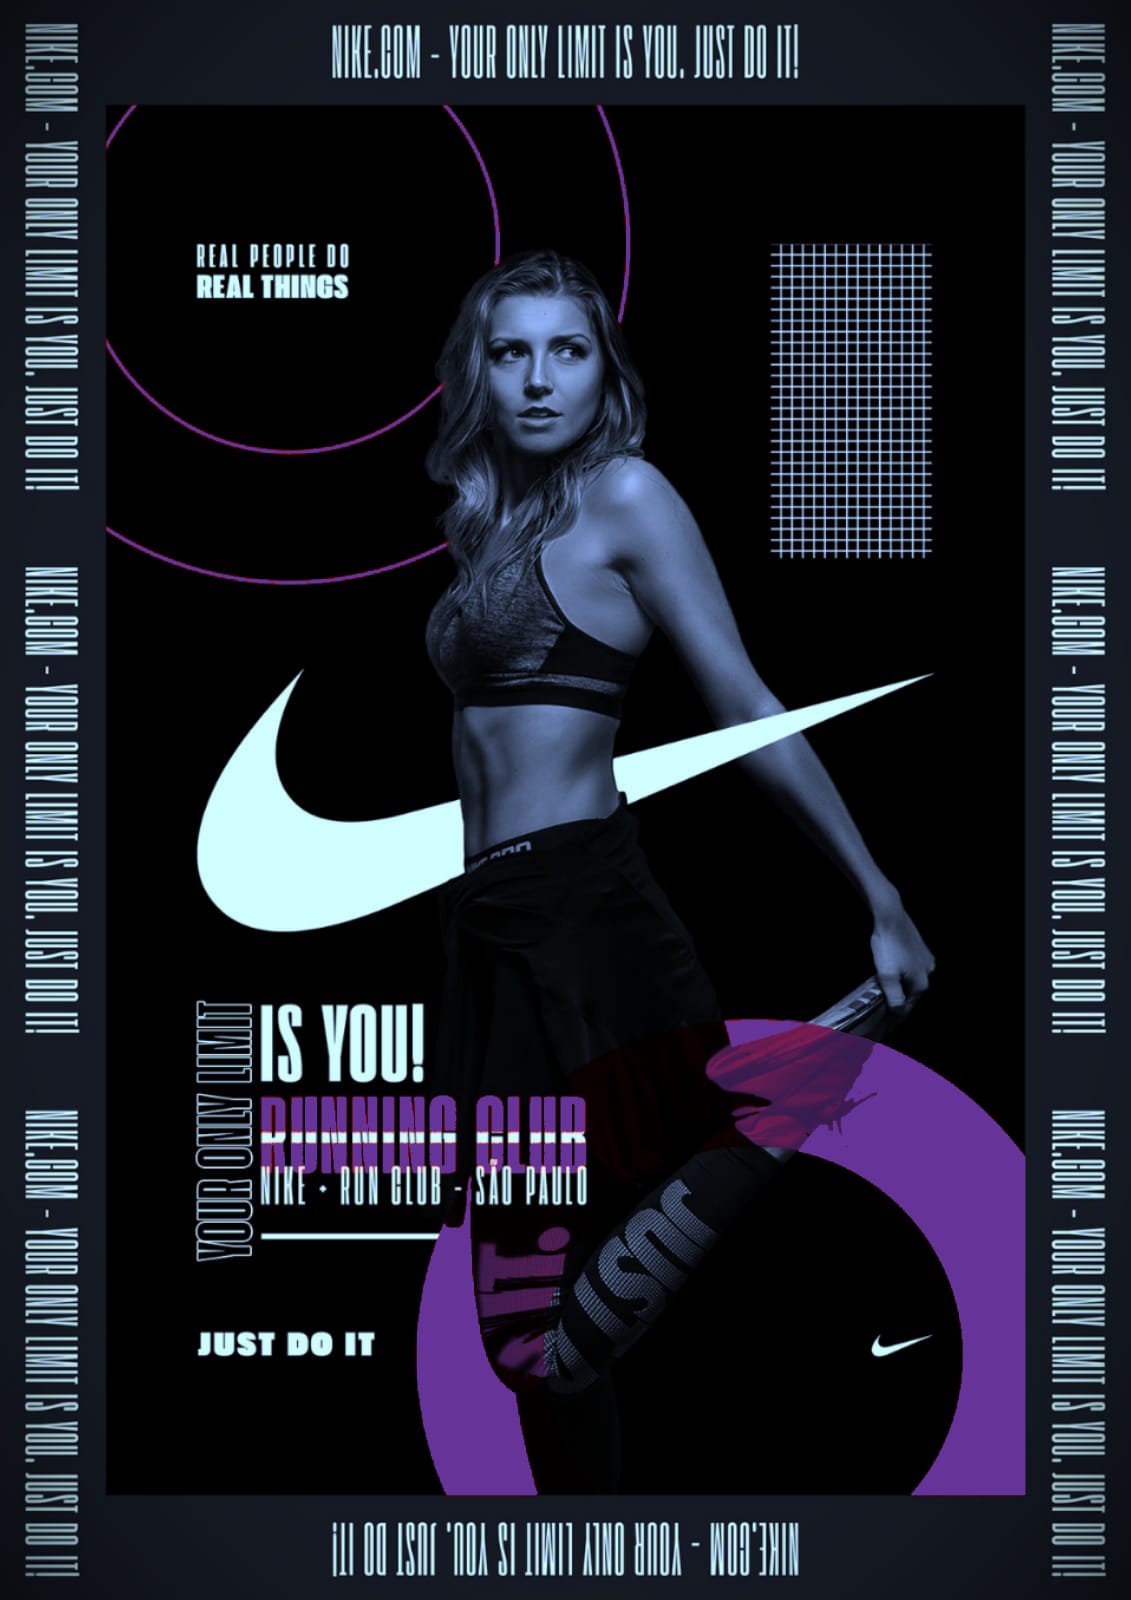 NIKE.COM - YOUR ONLY LIMIT IS YOU. JUST DO IT!
NIKE.COM - YOUR ONLY LIMIT IS YOU. JUST DO IT!
NIKE.COM - YOUR ONLY LIMIT IS YOU. JUST DO IT!
NIKE.COM - YOUR ONLY LIMIT IS YOU. JUST DO IT!
NIKE.COM - YOUR ONLY LIMIT IS YOU. JUST DO IT!
NIKE.COM - YOUR ONLY LIMIT IS YOU. JUST DO IT!
NIKE.COM - YOUR ONLY LIMIT IS YOU. JUST DO IT!
REAL PEOPLE DO
REAL THINGS
YOUR ONLY LIMIT
IS YOU!
RUNNING CLUB
NIKE + RUN CLUB - SÃO PAULO
JUST
IT.
JUST DO IT
NIKE.COM - YOUR ONLY LIMIT IS YOU. JUST DO IT!